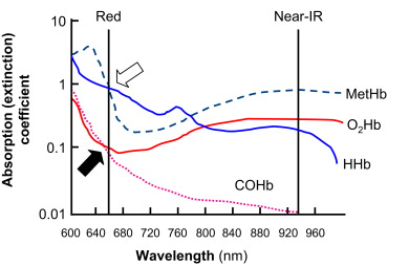 Red Near-IR
10
1
0.1
0.01
Absorption (extinction)
coefficient
MetHb
O₂Hb
HHb
COHb
600 640 680 720 760 800 840 880 920 960
Wavelength (nm)